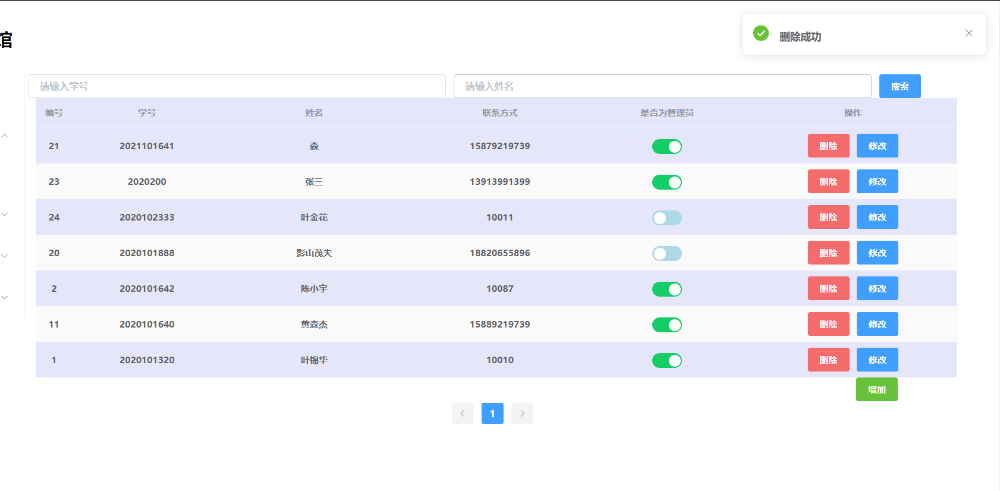 馆
删除成功
请输入学号 请输入姓名 搜索
编号 学号 姓名 联系方式 是否为管理员 操作
21 2021101641 森 15879219739 删除 修改
23 2020200 张三 13913991399 删除 修改
24 2020102333 叶金花 10011 删除 修改
20 2020101888 影山茂夫 18820655896 删除 修改
2 2020101642 陈小宇 10087 删除 修改
11 2020101640 黄森杰 15889219739 删除 修改
1 2020101320 叶锦华 10010 删除 修改
增加
1